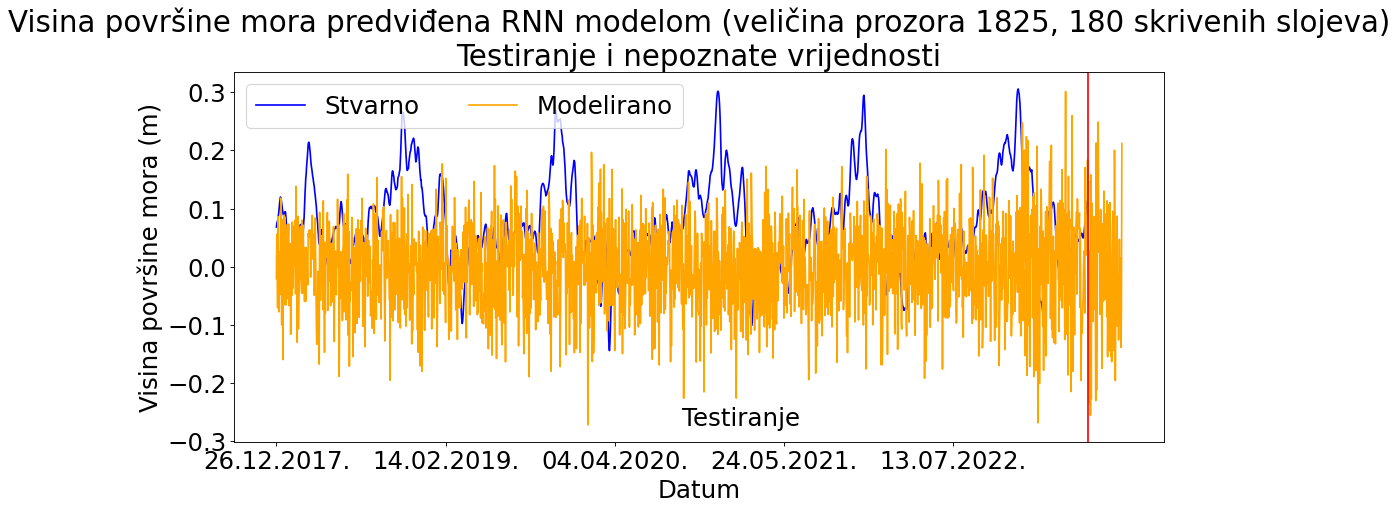 Visina površine mora predviđena RNN modelom (veličina prozora 1825, 180 skrivenih slojeva)
Testiranje i nepoznate vrijednosti
Stvarno
Modelirano
Visina površine mora (m)
0.3
0.2
0.1
0.0
−0.1
−0.2
−0.3
Testiranje
26.12.2017.
14.02.2019.
04.04.2020.
24.05.2021.
13.07.2022.
Datum